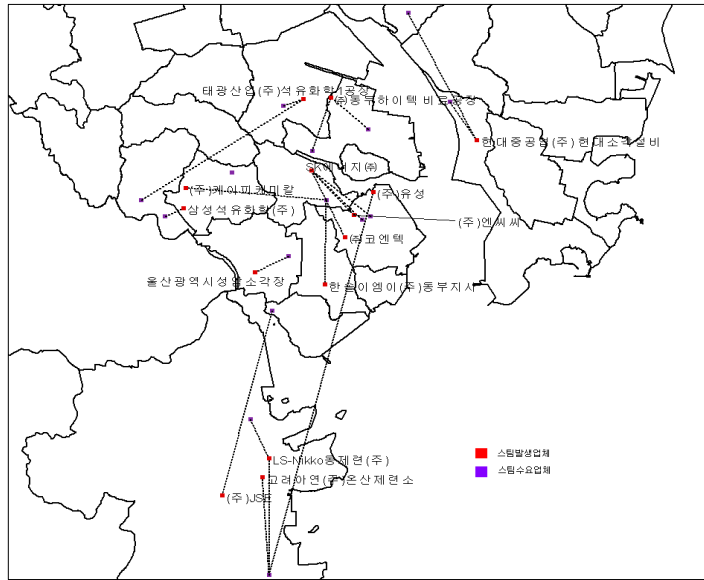 태광산업(주)석유화학1공장
㈜동부하이텍 비료공장
현대중공업(주) 현대소각설비
SK에너지㈜
(주)케이피케미칼
(주)유성
삼성석유화학(주)
(주)엔씨씨
㈜코엔텍
울산광역시성암소각장
한솔이엠이(주)동부지사
LS-Nikko동제련(주)
고려아연(주)온산제련소
(주)JSE
스팀발생업체
스팀수요업체